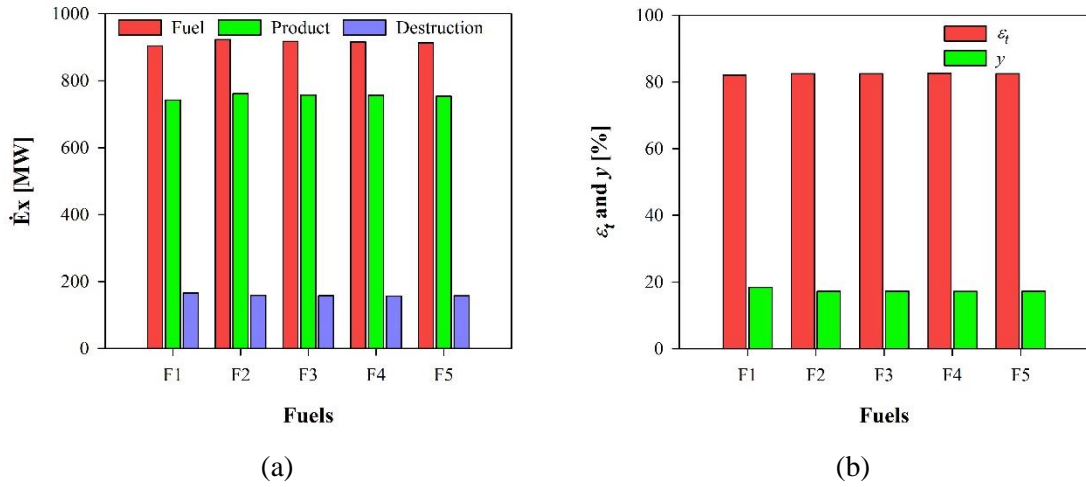 1000
800
600
400
200
0
Ėx [MW]
Fuel Product Destruction
F1 F2 F3 F4 F5
Fuels
(a)
100
80
60
40
20
0
εt and y [%]
εt
y
F1 F2 F3 F4 F5
Fuels
(b)